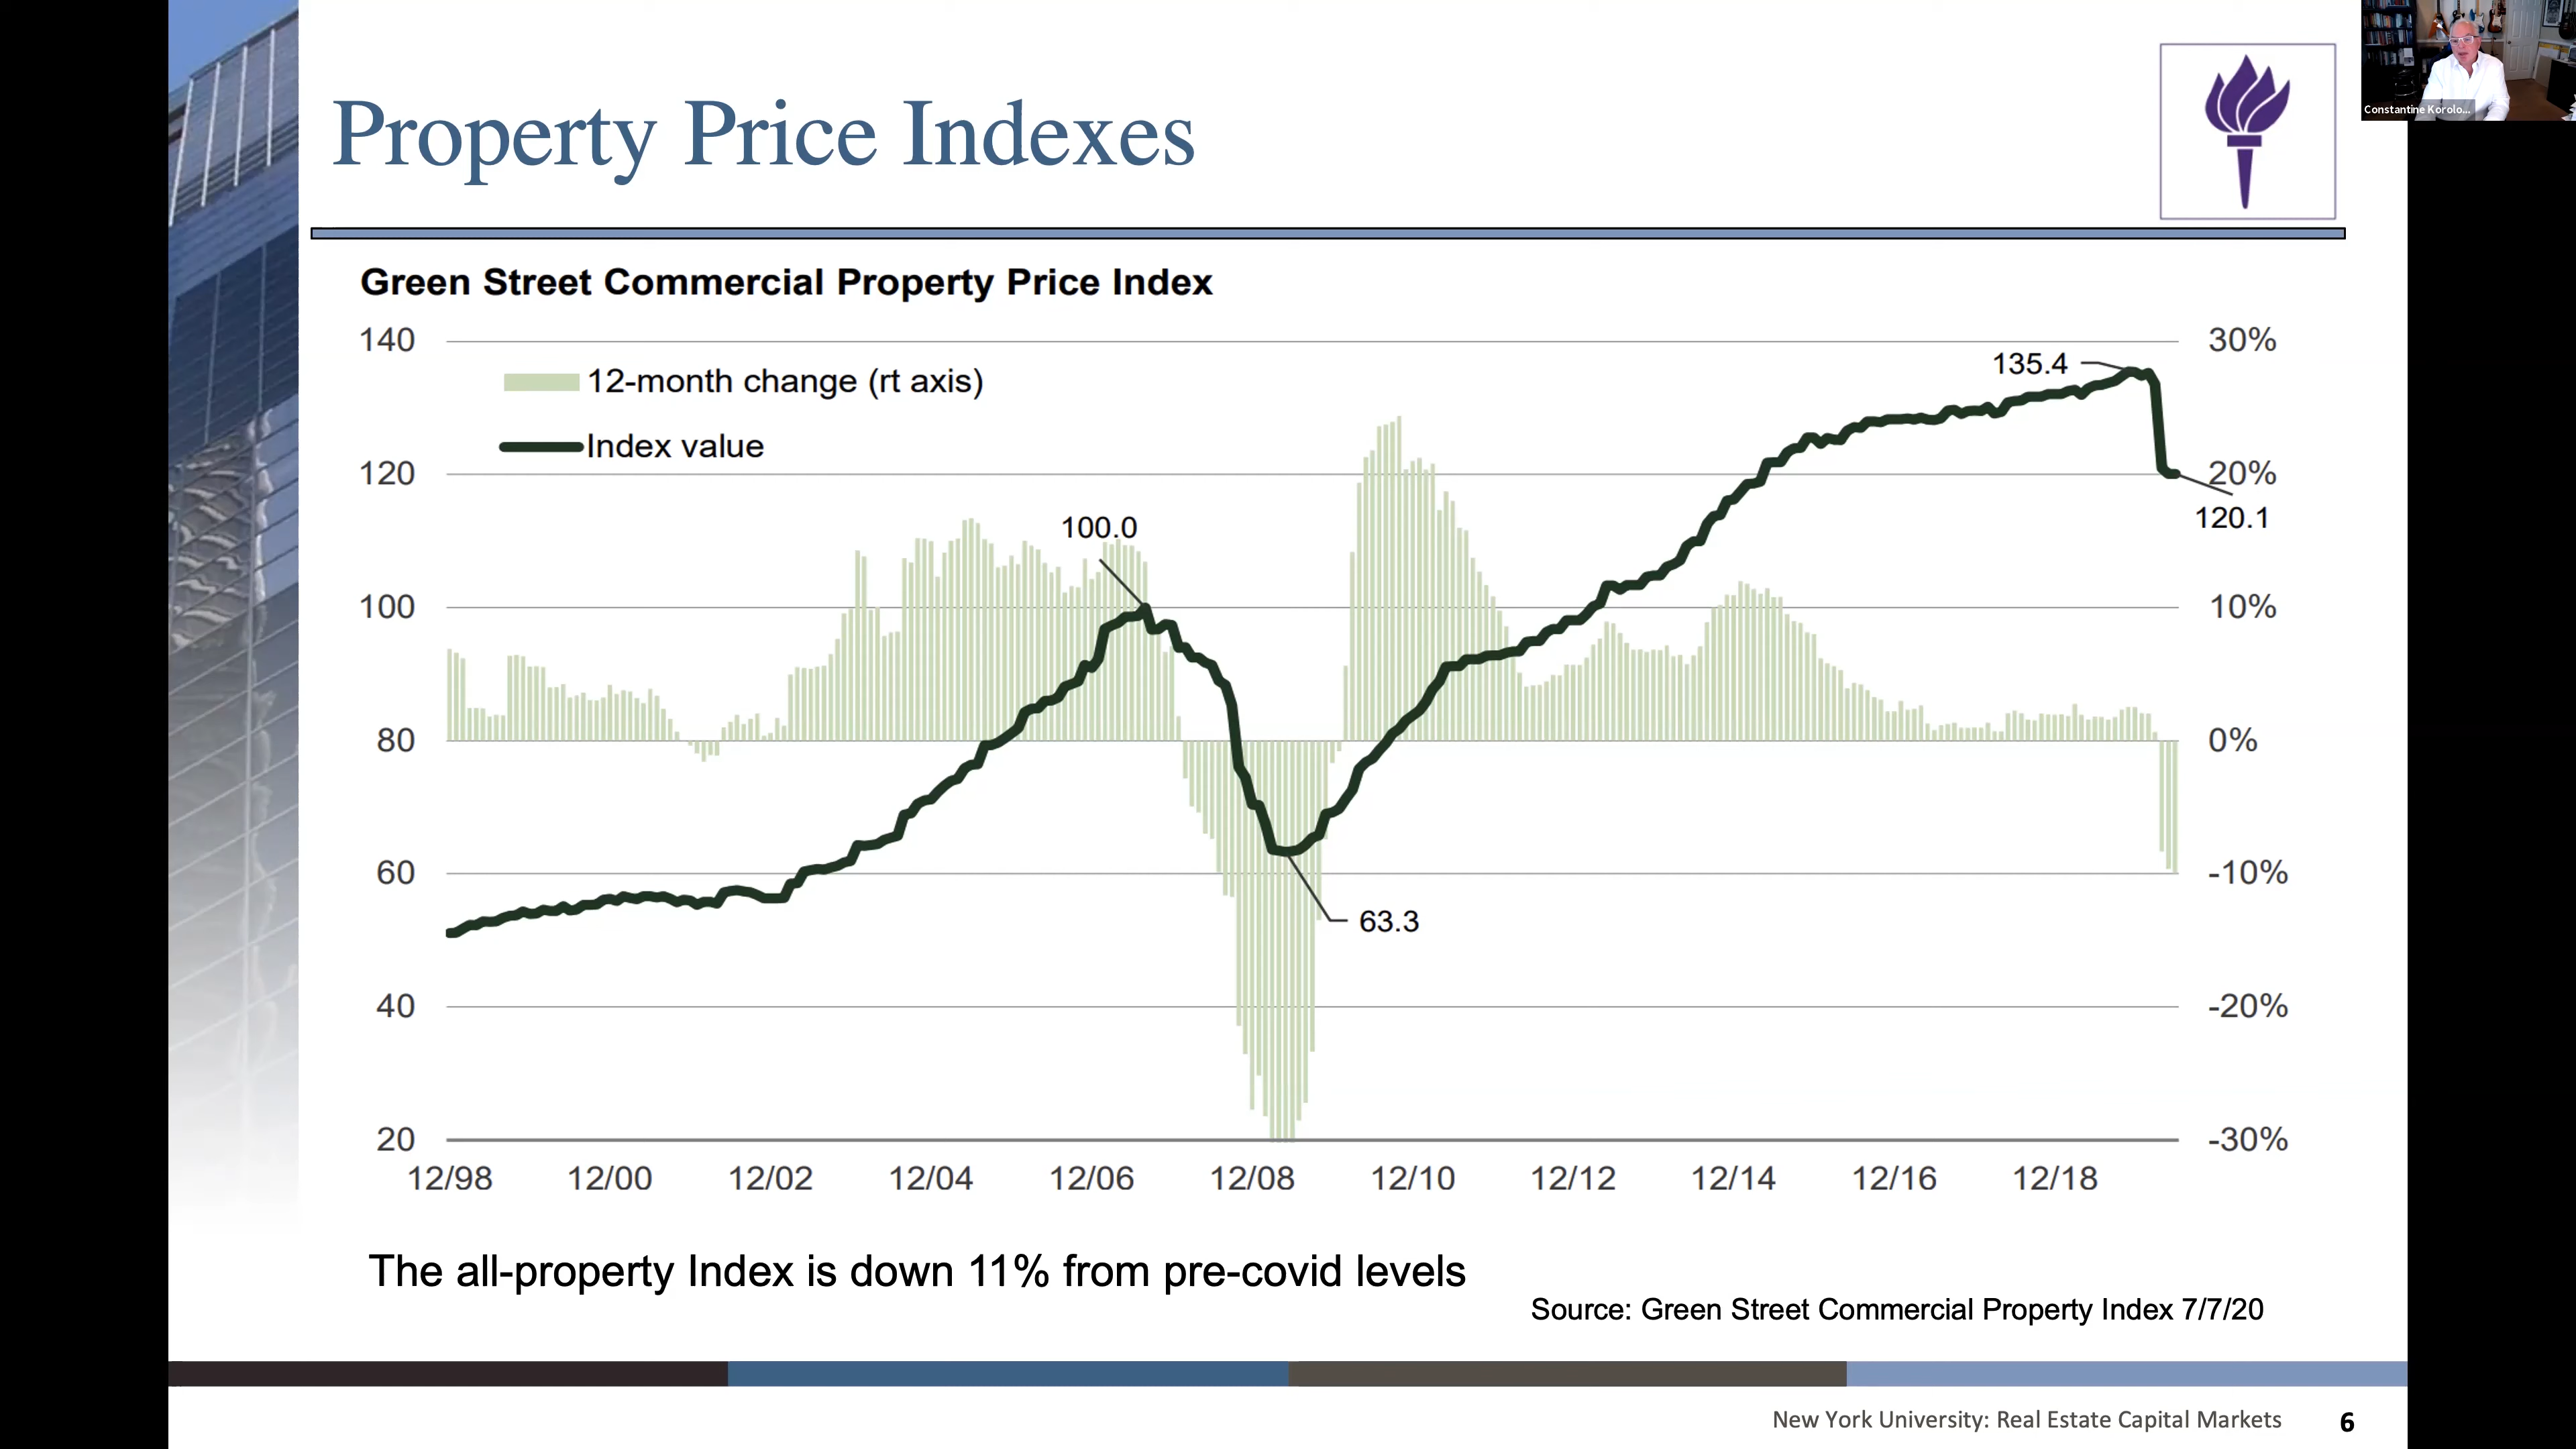 Property Price Indexes
Constantine Korolo...
Green Street Commercial Property Price Index
140
30%
12-month change (rt axis)
135.4
Index value
120
20%
120.1
100.0
100
10%
80
0%
60
-10%
63.3
40
-20%
20
-30%
12/98 12/00 12/02 12/04 12/06 12/08 12/10 12/12 12/14 12/16 12/18
The all-property Index is down 11% from pre-covid levels
Source: Green Street Commercial Property Index 7/7/20
New York University: Real Estate Capital Markets 6